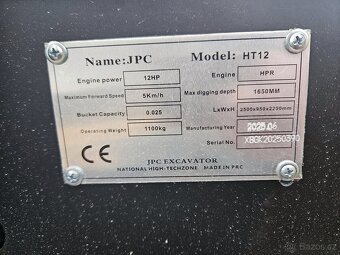 Name:JPC Model: HT12
Engine power 12HP Engine HPR
Maximum Forward Speed 5Km/h Max digging depth 1650MM
Bucket Capacity 0.025 LxWxH 2500x950x2200mm
Operating Weight 1100kg Manufacturing Year 2025.06
Serial No.
CE JPC EXCAVATOR
NATIONAL HIGH-TECHZONE MADE IN PRC